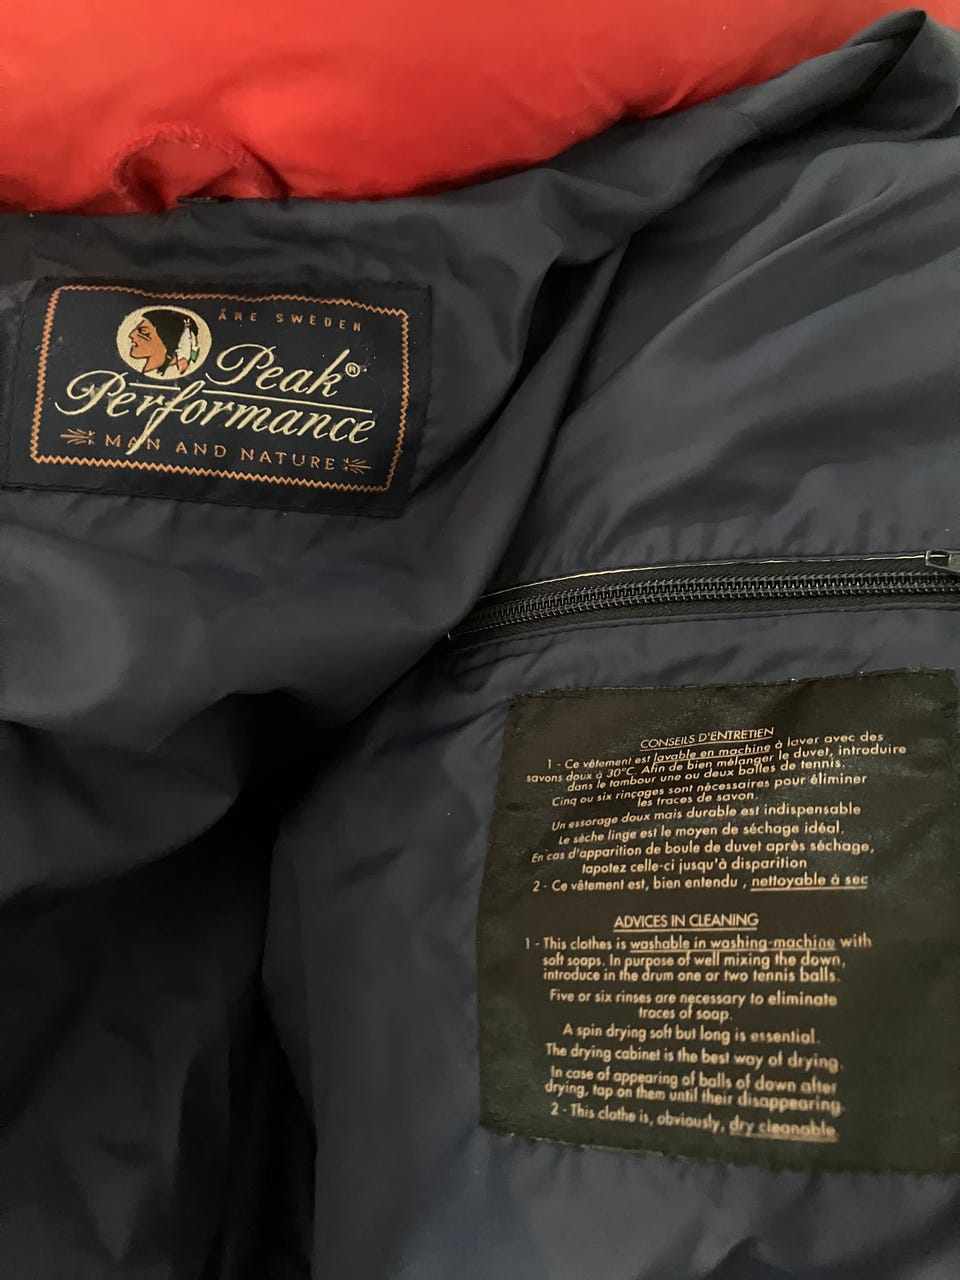 ÅRE SWEDEN
Peak®
Performance
MAN AND NATURE
CONSEILS D'ENTRETIEN
1 - Ce vêtement est lavable en machine à laver avec des
savons doux à 30°C. Afin de bien mélanger le duvet, introduire
dans le tambour une ou deux balles de tennis.
Cinq ou six rinçages sont nécessaires pour éliminer
les traces de savon.
Un essorage doux mais durable est indispensable
Le sèche linge est le moyen de séchage idéal.
En cas d'apparition de boule de duvet après séchage,
tapotez celle-ci jusqu'à disparition
2 - Ce vêtement est, bien entendu , nettoyable à sec
ADVICES IN CLEANING
1 - This clothes is washable in washing-machine with
soft soaps. In purpose of well mixing the down,
introduce in the drum one or two tennis balls.
Five or six rinses are necessary to eliminate
traces of soap.
A spin drying soft but long is essential.
The drying cabinet is the best way of drying.
In case of appearing of balls of down after
drying, tap on them until their disappearing.
2 - This clothe is, obviously, dry cleanable